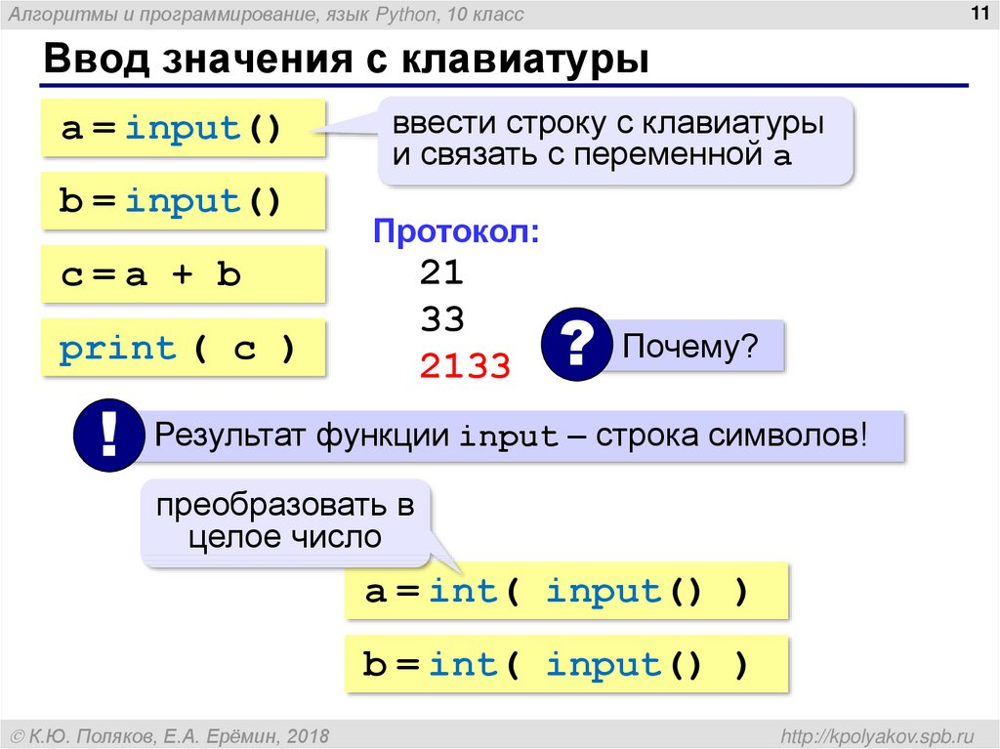 Алгоритмы и программирование, язык Python, 10 класс
11
Ввод значения с клавиатуры
a = input()
ввести строку с клавиатуры
и связать с переменной a
b = input()
Протокол:
c = a + b
21
33
print ( c )
2133
?
Почему?
!
Результат функции input – строка символов!
преобразовать в
целое число
a = int( input() )
b = int( input() )
© К.Ю. Поляков, Е.А. Ерёмин, 2018
http://kpolyakov.spb.ru